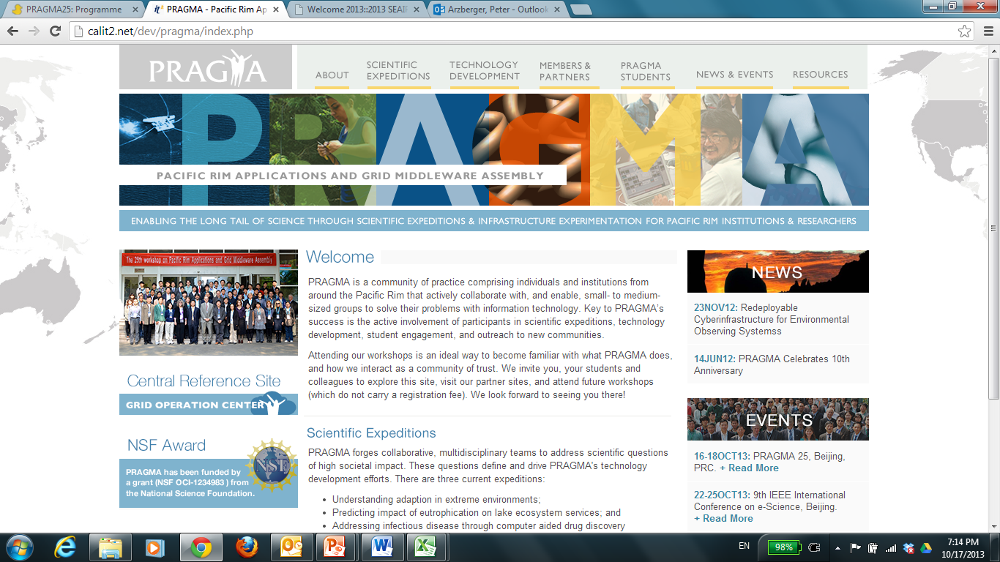 PRAGMA25: Programme
PRAGMA - Pacific Rim Ap
Welcome 2013::2013 SEAIR
Arzberger, Peter - Outlook
calit2.net/dev/pragma/index.php
PRAGMA
ABOUT
SCIENTIFIC
EXPEDITIONS
TECHNOLOGY
DEVELOPMENT
MEMBERS &
PARTNERS
PRAGMA
STUDENTS
NEWS & EVENTS
RESOURCES
PRAGMA
PACIFIC RIM APPLICATIONS AND GRID MIDDLEWARE ASSEMBLY
ENABLING THE LONG TAIL OF SCIENCE THROUGH SCIENTIFIC EXPEDITIONS & INFRASTRUCTURE EXPERIMENTATION FOR PACIFIC RIM INSTITUTIONS & RESEARCHERS
The 25th workshop on Pacific Rim Applications and Grid Middleware Assembly
Central Reference Site
GRID OPERATION CENTER
NSF Award
NSF
PRAGMA has been funded by
a grant (NSF OCI-1234983 ) from
the National Science Foundation.
Welcome
PRAGMA is a community of practice comprising individuals and institutions from
around the Pacific Rim that actively collaborate with, and enable, small- to medium-
sized groups to solve their problems with information technology. Key to PRAGMA's
success is the active involvement of participants in scientific expeditions, technology
development, student engagement, and outreach to new communities.
Attending our workshops is an ideal way to become familiar with what PRAGMA does,
and how we interact as a community of trust. We invite you, your students and
colleagues to explore this site, visit our partner sites, and attend future workshops
(which do not carry a registration fee). We look forward to seeing you there!
Scientific Expeditions
PRAGMA forges collaborative, multidisciplinary teams to address scientific questions
of high societal impact. These questions define and drive PRAGMA's technology
development efforts. There are three current expeditions:
• Understanding adaption in extreme environments;
• Predicting impact of eutrophication on lake ecosystem services; and
• Addressing infectious disease through computer aided drug discovery
NEWS
23NOV12: Redeployable
Cyberinfrastructure for Environmental
Observing Systemss
14JUN12: PRAGMA Celebrates 10th
Anniversary
EVENTS
16-18OCT13: PRAGMA 25, Beijing,
PRC. + Read More
22-25OCT13: 9th IEEE International
Conference on e-Science, Beijing.
+ Read More
EN
98%
7:14 PM
10/17/2013